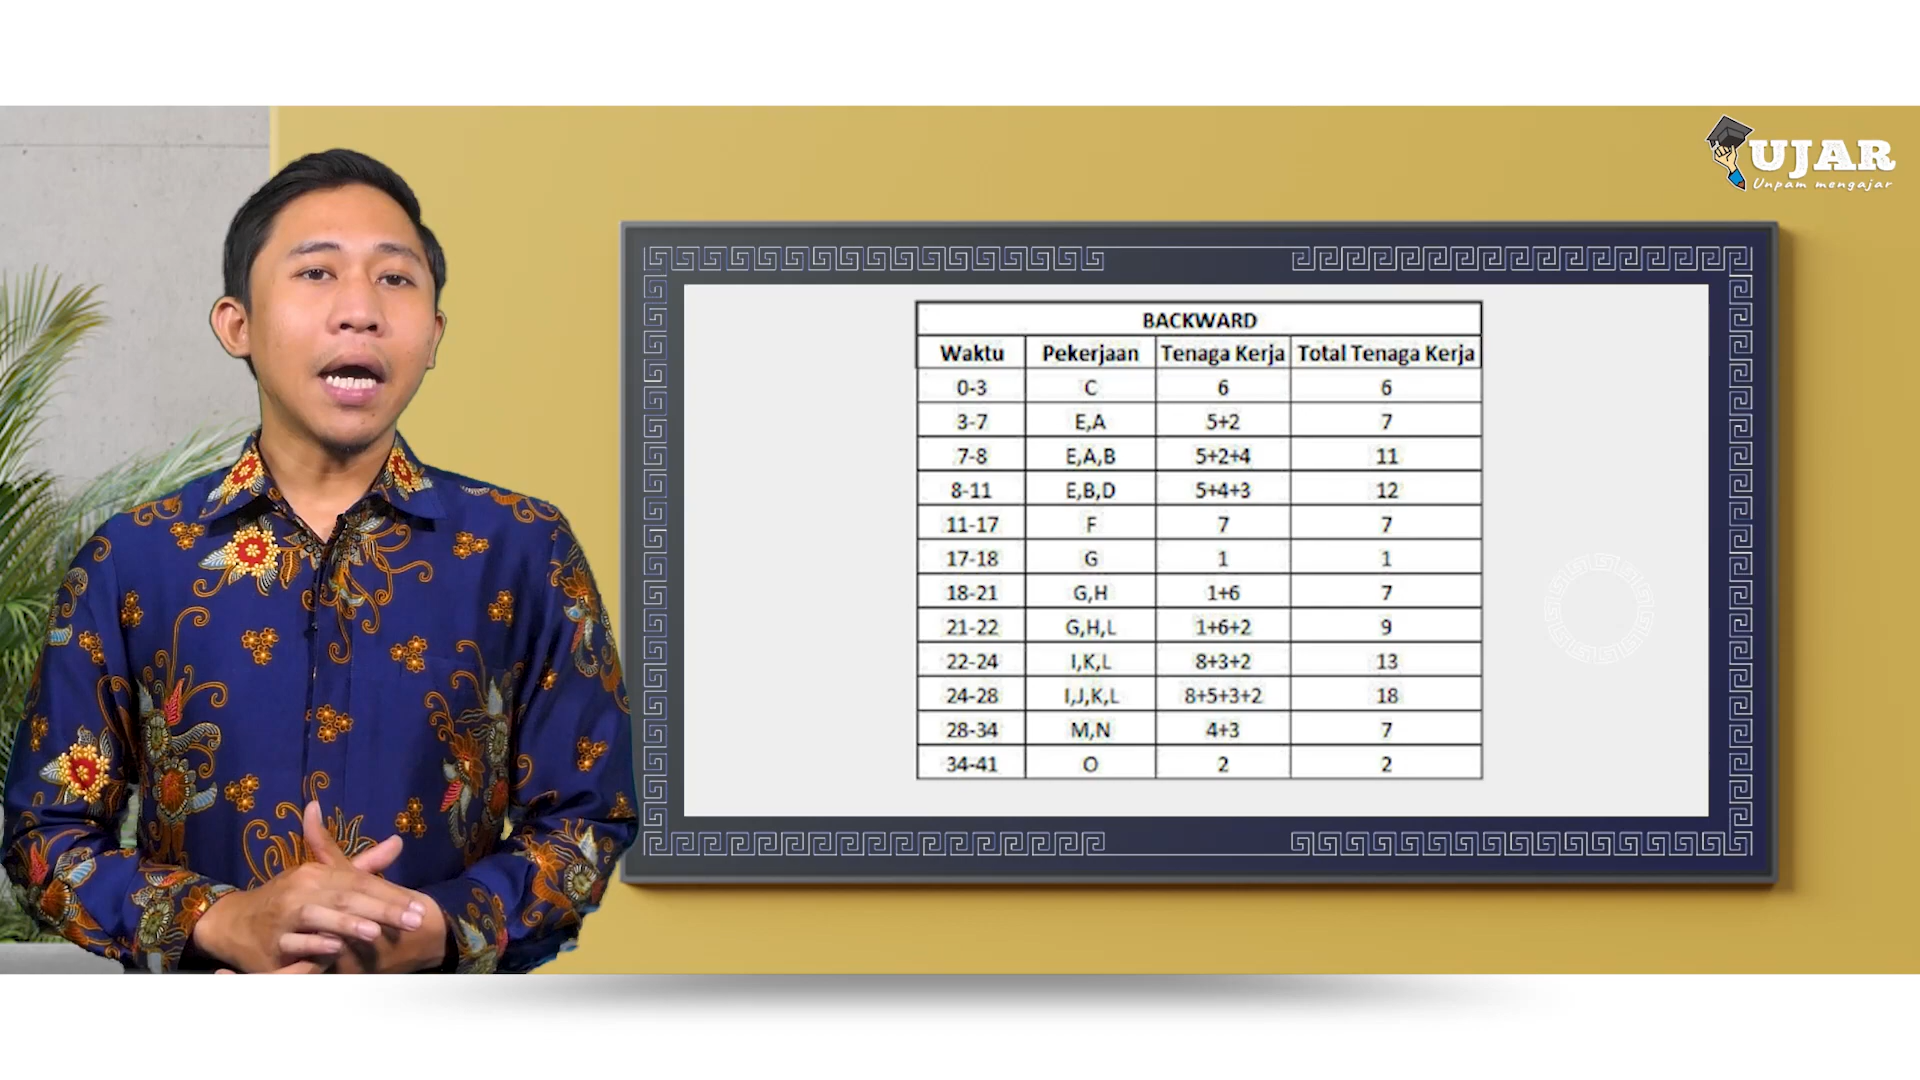 UJAR
Unpam mengajar
BACKWARD
Waktu Pekerjaan Tenaga Kerja Total Tenaga Kerja
0-3 C 6 6
3-7 E,A 5+2 7
7-8 E,A,B 5+2+4 11
8-11 E,B,D 5+4+3 12
11-17 F 7 7
17-18 G 1 1
18-21 G,H 1+6 7
21-22 G,H,L 1+6+2 9
22-24 I,K,L 8+3+2 13
24-28 I,J,K,L 8+5+3+2 18
28-34 M,N 4+3 7
34-41 O 2 2